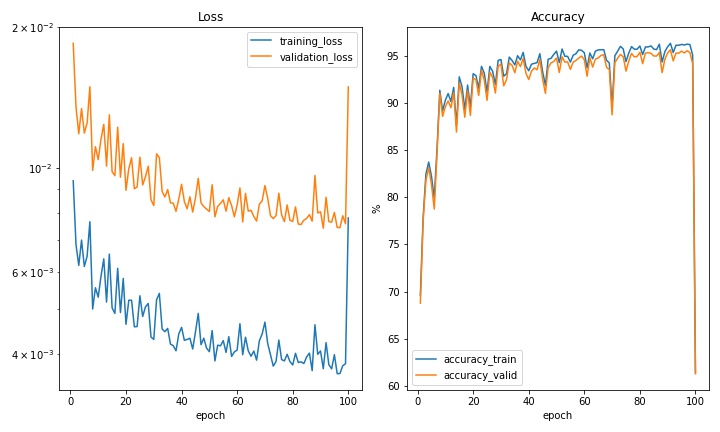 Loss
2 × 10⁻²
10⁻²
6 × 10⁻³
4 × 10⁻³
training_loss
validation_loss
0 20 40 60 80 100
epoch
Accuracy
95
90
85
80
75
70
65
60
%
accuracy_train
accuracy_valid
0 20 40 60 80 100
epoch